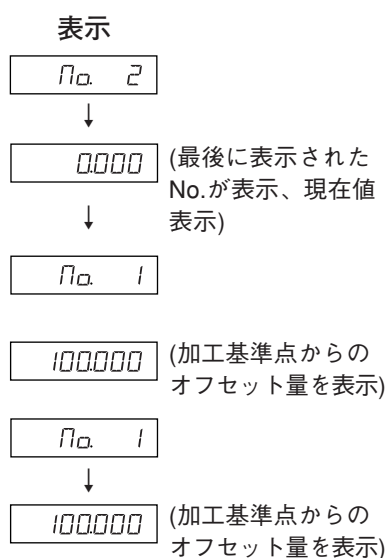 表示
No. 2
↓
0.000
(最後に表示された
No.が表示、現在値
表示)
↓
No. 1
100.000
(加工基準点からの
オフセット量を表示)
No. 1
↓
100.000
(加工基準点からの
オフセット量を表示)